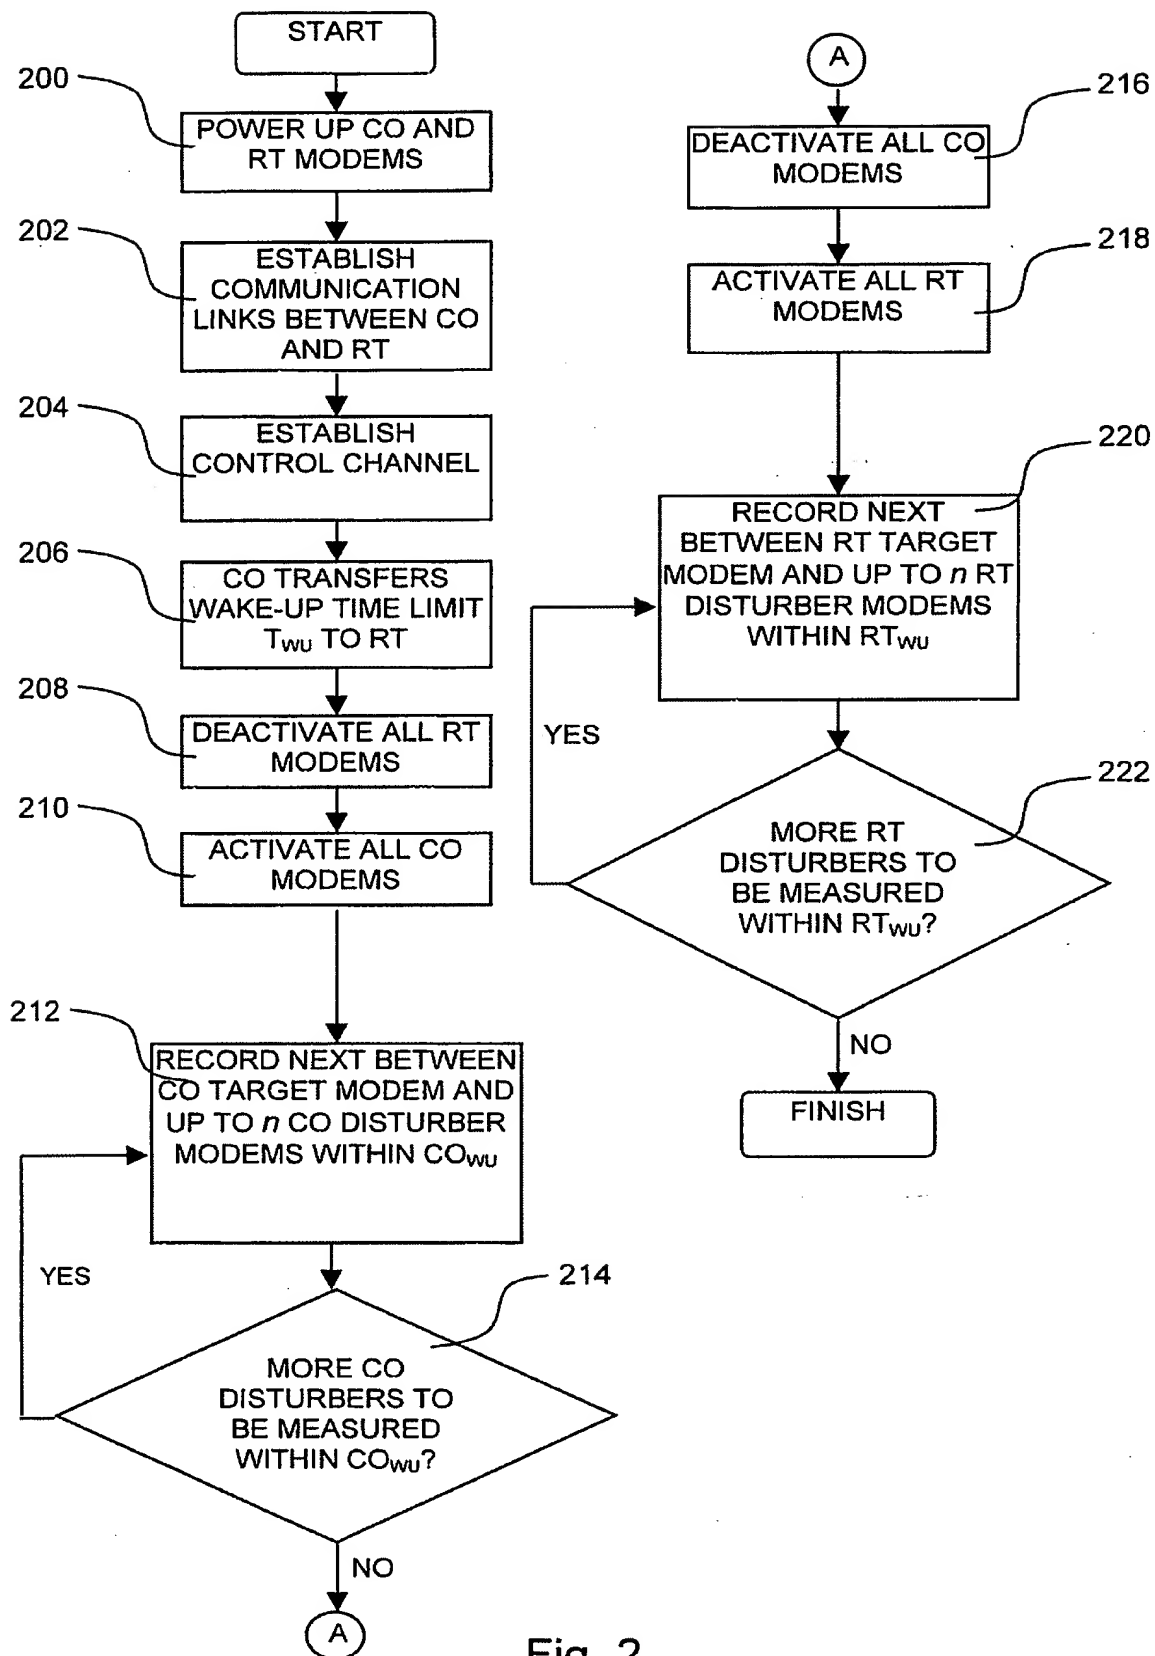 START
200
POWER UP CO AND
RT MODEMS
202
ESTABLISH
COMMUNICATION
LINKS BETWEEN CO
AND RT
204
ESTABLISH
CONTROL CHANNEL
206
CO TRANSFERS
WAKE-UP TIME LIMIT
TWU TO RT
208
DEACTIVATE ALL RT
MODEMS
210
ACTIVATE ALL CO
MODEMS
212
RECORD NEXT BETWEEN
CO TARGET MODEM AND
UP TO n CO DISTURBER
MODEMS WITHIN COWU
YES
214
MORE CO
DISTURBERS TO
BE MEASURED
WITHIN COWU?
NO
A
A
216
DEACTIVATE ALL CO
MODEMS
218
ACTIVATE ALL RT
MODEMS
220
RECORD NEXT
BETWEEN RT TARGET
MODEM AND UP TO n RT
DISTURBER MODEMS
WITHIN RTWU
YES
222
MORE RT
DISTURBERS TO
BE MEASURED
WITHIN RTWU?
NO
FINISH
Fig. 2